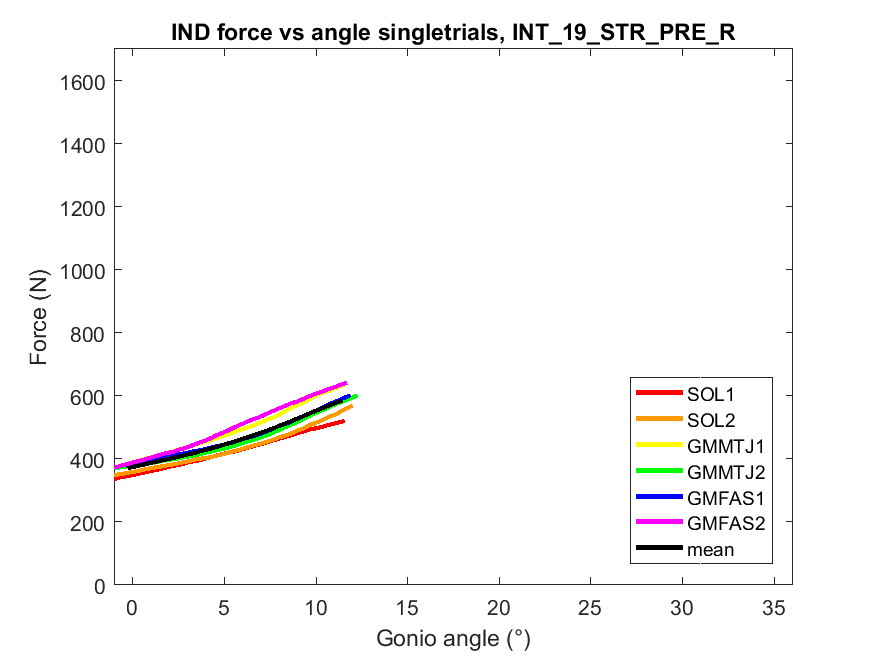 IND force vs angle singletrials, INT_19_STR_PRE_R
Force (N)
1600
1400
1200
1000
800
600
400
200
0
0 5 10 15 20 25 30 35
Gonio angle (°)
SOL1
SOL2
GMMTJ1
GMMTJ2
GMFAS1
GMFAS2
mean